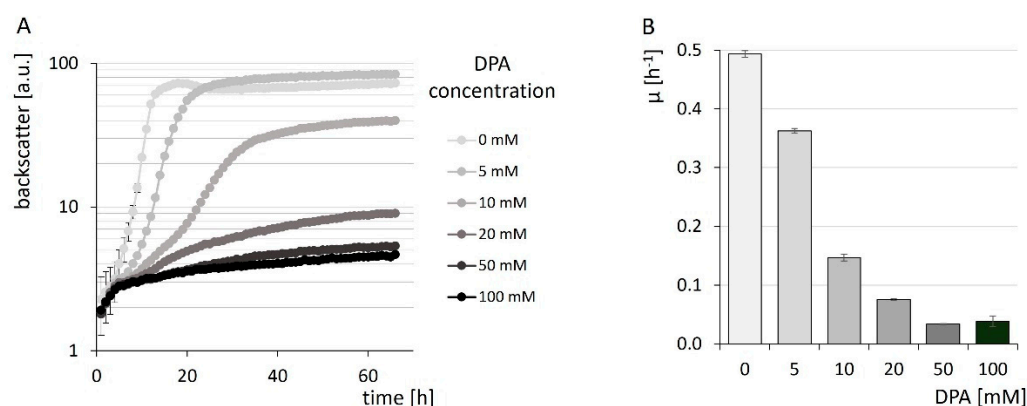 A
backscatter [a.u.]
100
10
1
0
20
40
60
time [h]
DPA
concentration
0 mM
5 mM
10 mM
20 mM
50 mM
100 mM
B
µ [h⁻¹]
0.5
0.4
0.3
0.2
0.1
0.0
0 5 10 20 50 100
DPA [mM]